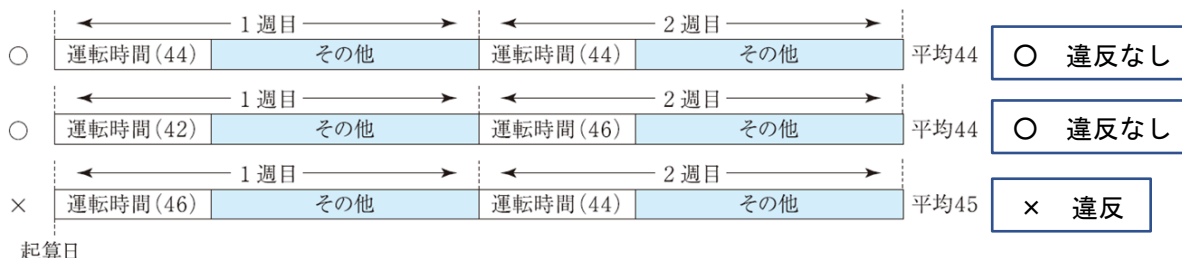 1週目 2週目
○ 運転時間(44) その他 運転時間(44) その他 平均44 ○ 違反なし
1週目 2週目
○ 運転時間(42) その他 運転時間(46) その他 平均44 ○ 違反なし
1週目 2週目
× 運転時間(46) その他 運転時間(44) その他 平均45 × 違反
起算日